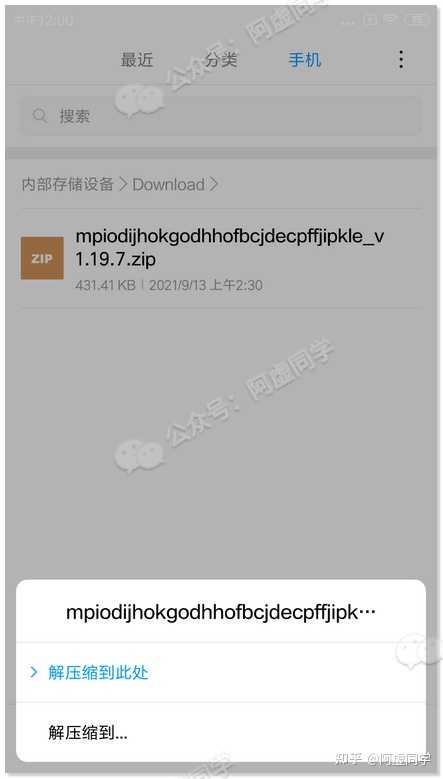 中午12:00
最近 分类 手机
搜索
内部存储设备 > Download >
ZIP
mpiodijhokgodhhofbcjdecpffjipkle_v
1.19.7.zip
431.41 KB | 2021/9/13 上午2:30
mpiodijhokgodhhofbcjdecpffjipk…
解压缩到此处
解压缩到...
公众号：阿虚同学
公众号：阿虚同学
知乎 @阿虚同学